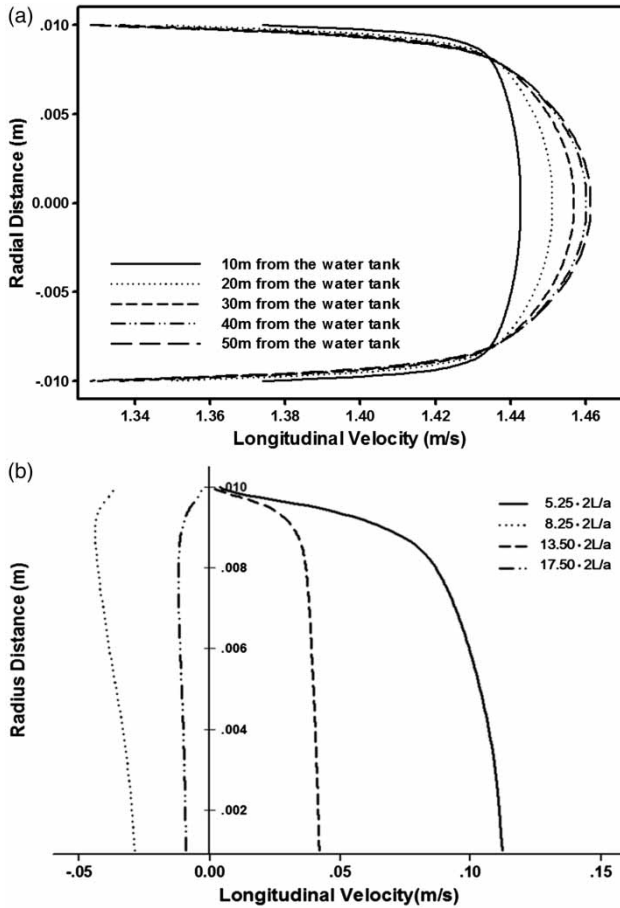 (a)
.010
.005
0.000
-.005
-.010
Radial Distance (m)
10m from the water tank
20m from the water tank
30m from the water tank
40m from the water tank
50m from the water tank
1.34 1.36 1.38 1.40 1.42 1.44 1.46
Longitudinal Velocity (m/s)
(b)
.010
.008
.006
.004
.002
Radius Distance (m)
5.25·2L/a
8.25·2L/a
13.50·2L/a
17.50·2L/a
-.05 0.00 .05 .10 .15
Longitudinal Velocity(m/s)